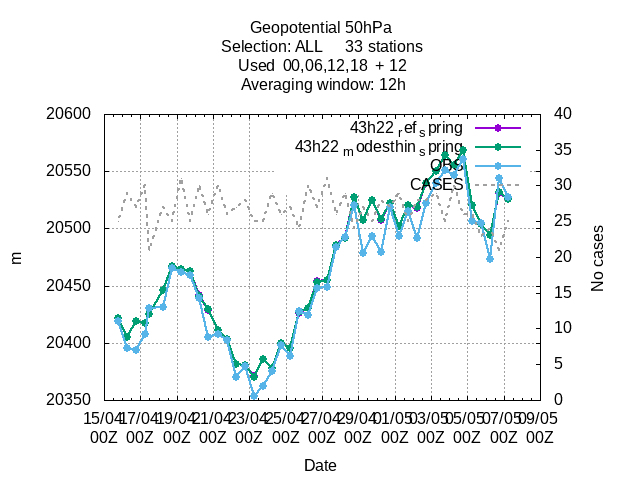 Geopotential 50hPa
Selection: ALL 33 stations
Used 00,06,12,18 + 12
Averaging window: 12h
43h22 ref spring
43h22 modesthin spring
OBS
CASES
m
20600
20550
20500
20450
20400
20350
40
35
30
25
20
15
10
5
0
No cases
15/04 17/04 19/04 21/04 23/04 25/04 27/04 29/04 01/05 03/05 05/05 07/05 09/05
00Z 00Z 00Z 00Z 00Z 00Z 00Z 00Z 00Z 00Z 00Z 00Z 00Z
Date